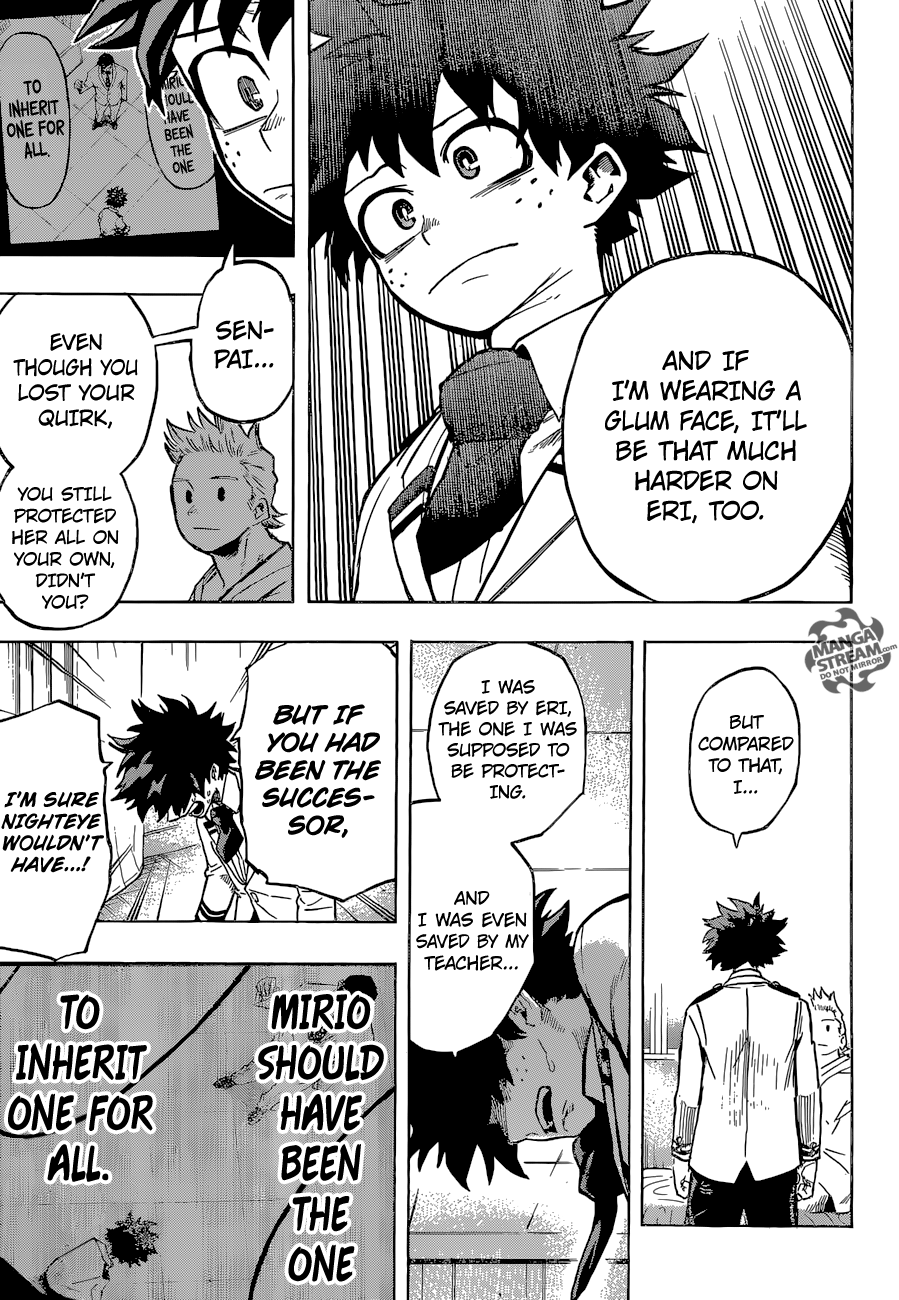 AND IF
I'M WEARING A
GLUM FACE, IT'LL
BE THAT MUCH
HARDER ON
ERI, TOO.
MIRIO
SHOULD
HAVE
BEEN
THE
ONE
TO
INHERIT
ONE FOR
ALL.
SEN-
PAI...
EVEN
THOUGH YOU
LOST YOUR
QUIRK,
YOU STILL
PROTECTED
HER ALL ON
YOUR OWN,
DIDN'T
YOU?
MANGA
STREAM.com
DO NOT MIRROR
BUT
COMPARED
TO THAT,
I...
I WAS
SAVED BY ERI,
THE ONE I WAS
SUPPOSED TO
BE PROTECT-
ING.
AND
I WAS EVEN
SAVED BY MY
TEACHER...
BUT IF
YOU HAD
BEEN THE
SUCCES-
SOR,
I'M SURE
NIGHTEYE
WOULDN'T
HAVE...!
MIRIO
SHOULD
HAVE
BEEN
THE
ONE
TO
INHERIT
ONE FOR
ALL.